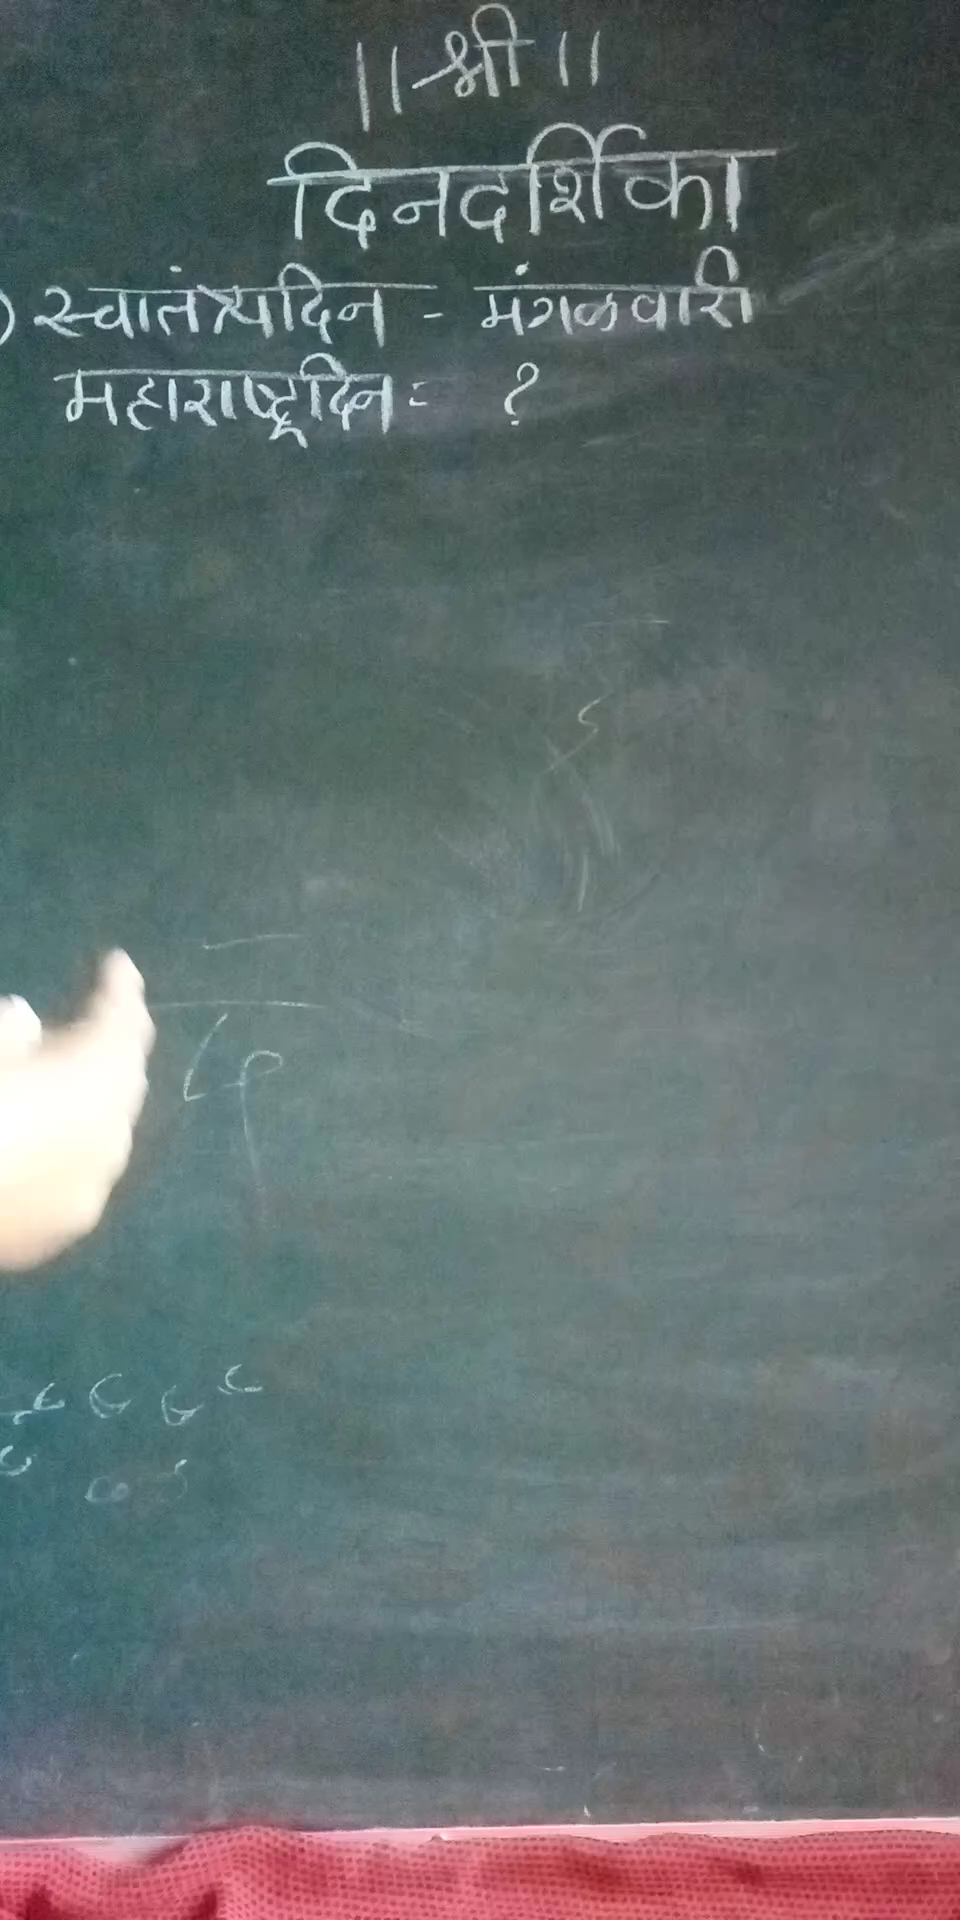 ||श्री||
दिनदर्शिका
) स्वातंत्र्यदिन - मंगळवारी
महाराष्ट्रदिन = ?